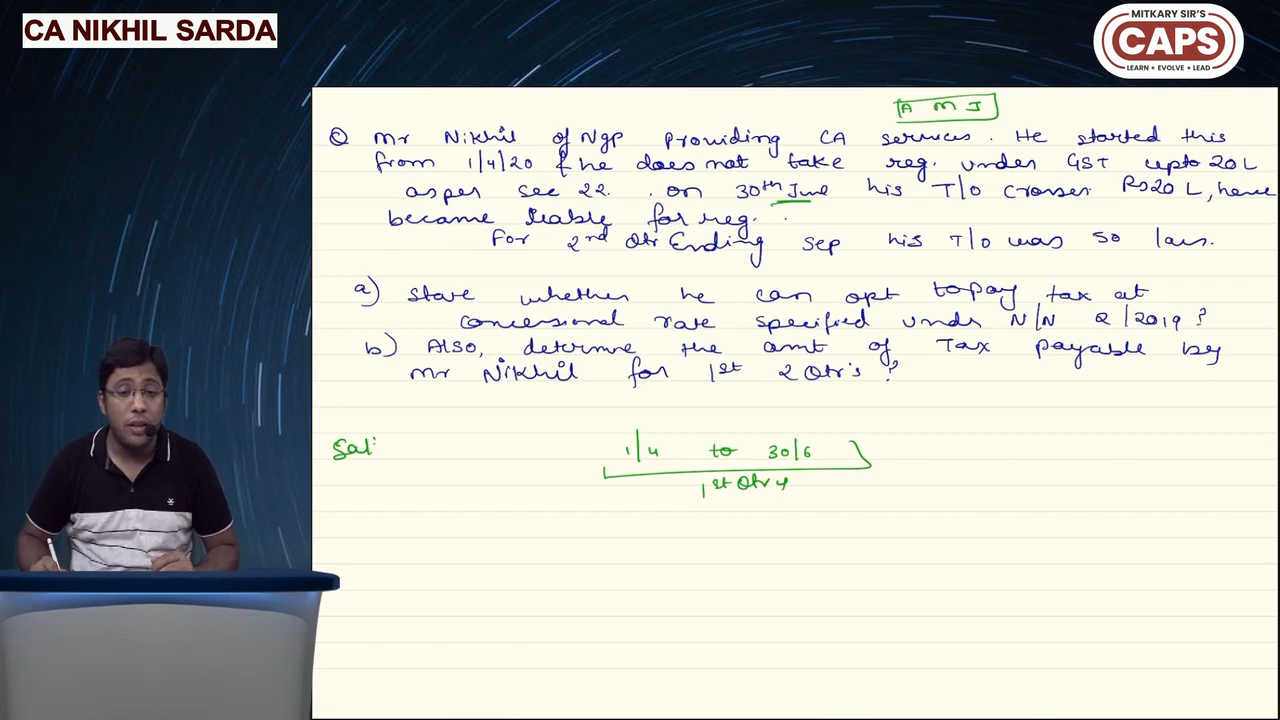 CA NIKHIL SARDA
MITKARY SIR'S
CAPS
LEARN • EVOLVE • LEAD
A M J
Q Mr Nikhil of Ngp providing CA services. He started this
from 1/4/20 & he does not take reg. under GST upto 20L
as per sec 22. . on 30th June his T/O crosses Rs 20 L, hence
became liable for reg. .
For 2nd Qtr Ending Sep his T/O was 50 lacs.
a) State whether he can opt to pay tax at
concessional rate specified under N/N 2/2019?
b) Also, determine the amt of Tax payable by
Mr Nikhil for 1st 2 Qtr's?
Sol:
1/4 to 30/6
1st Qtr